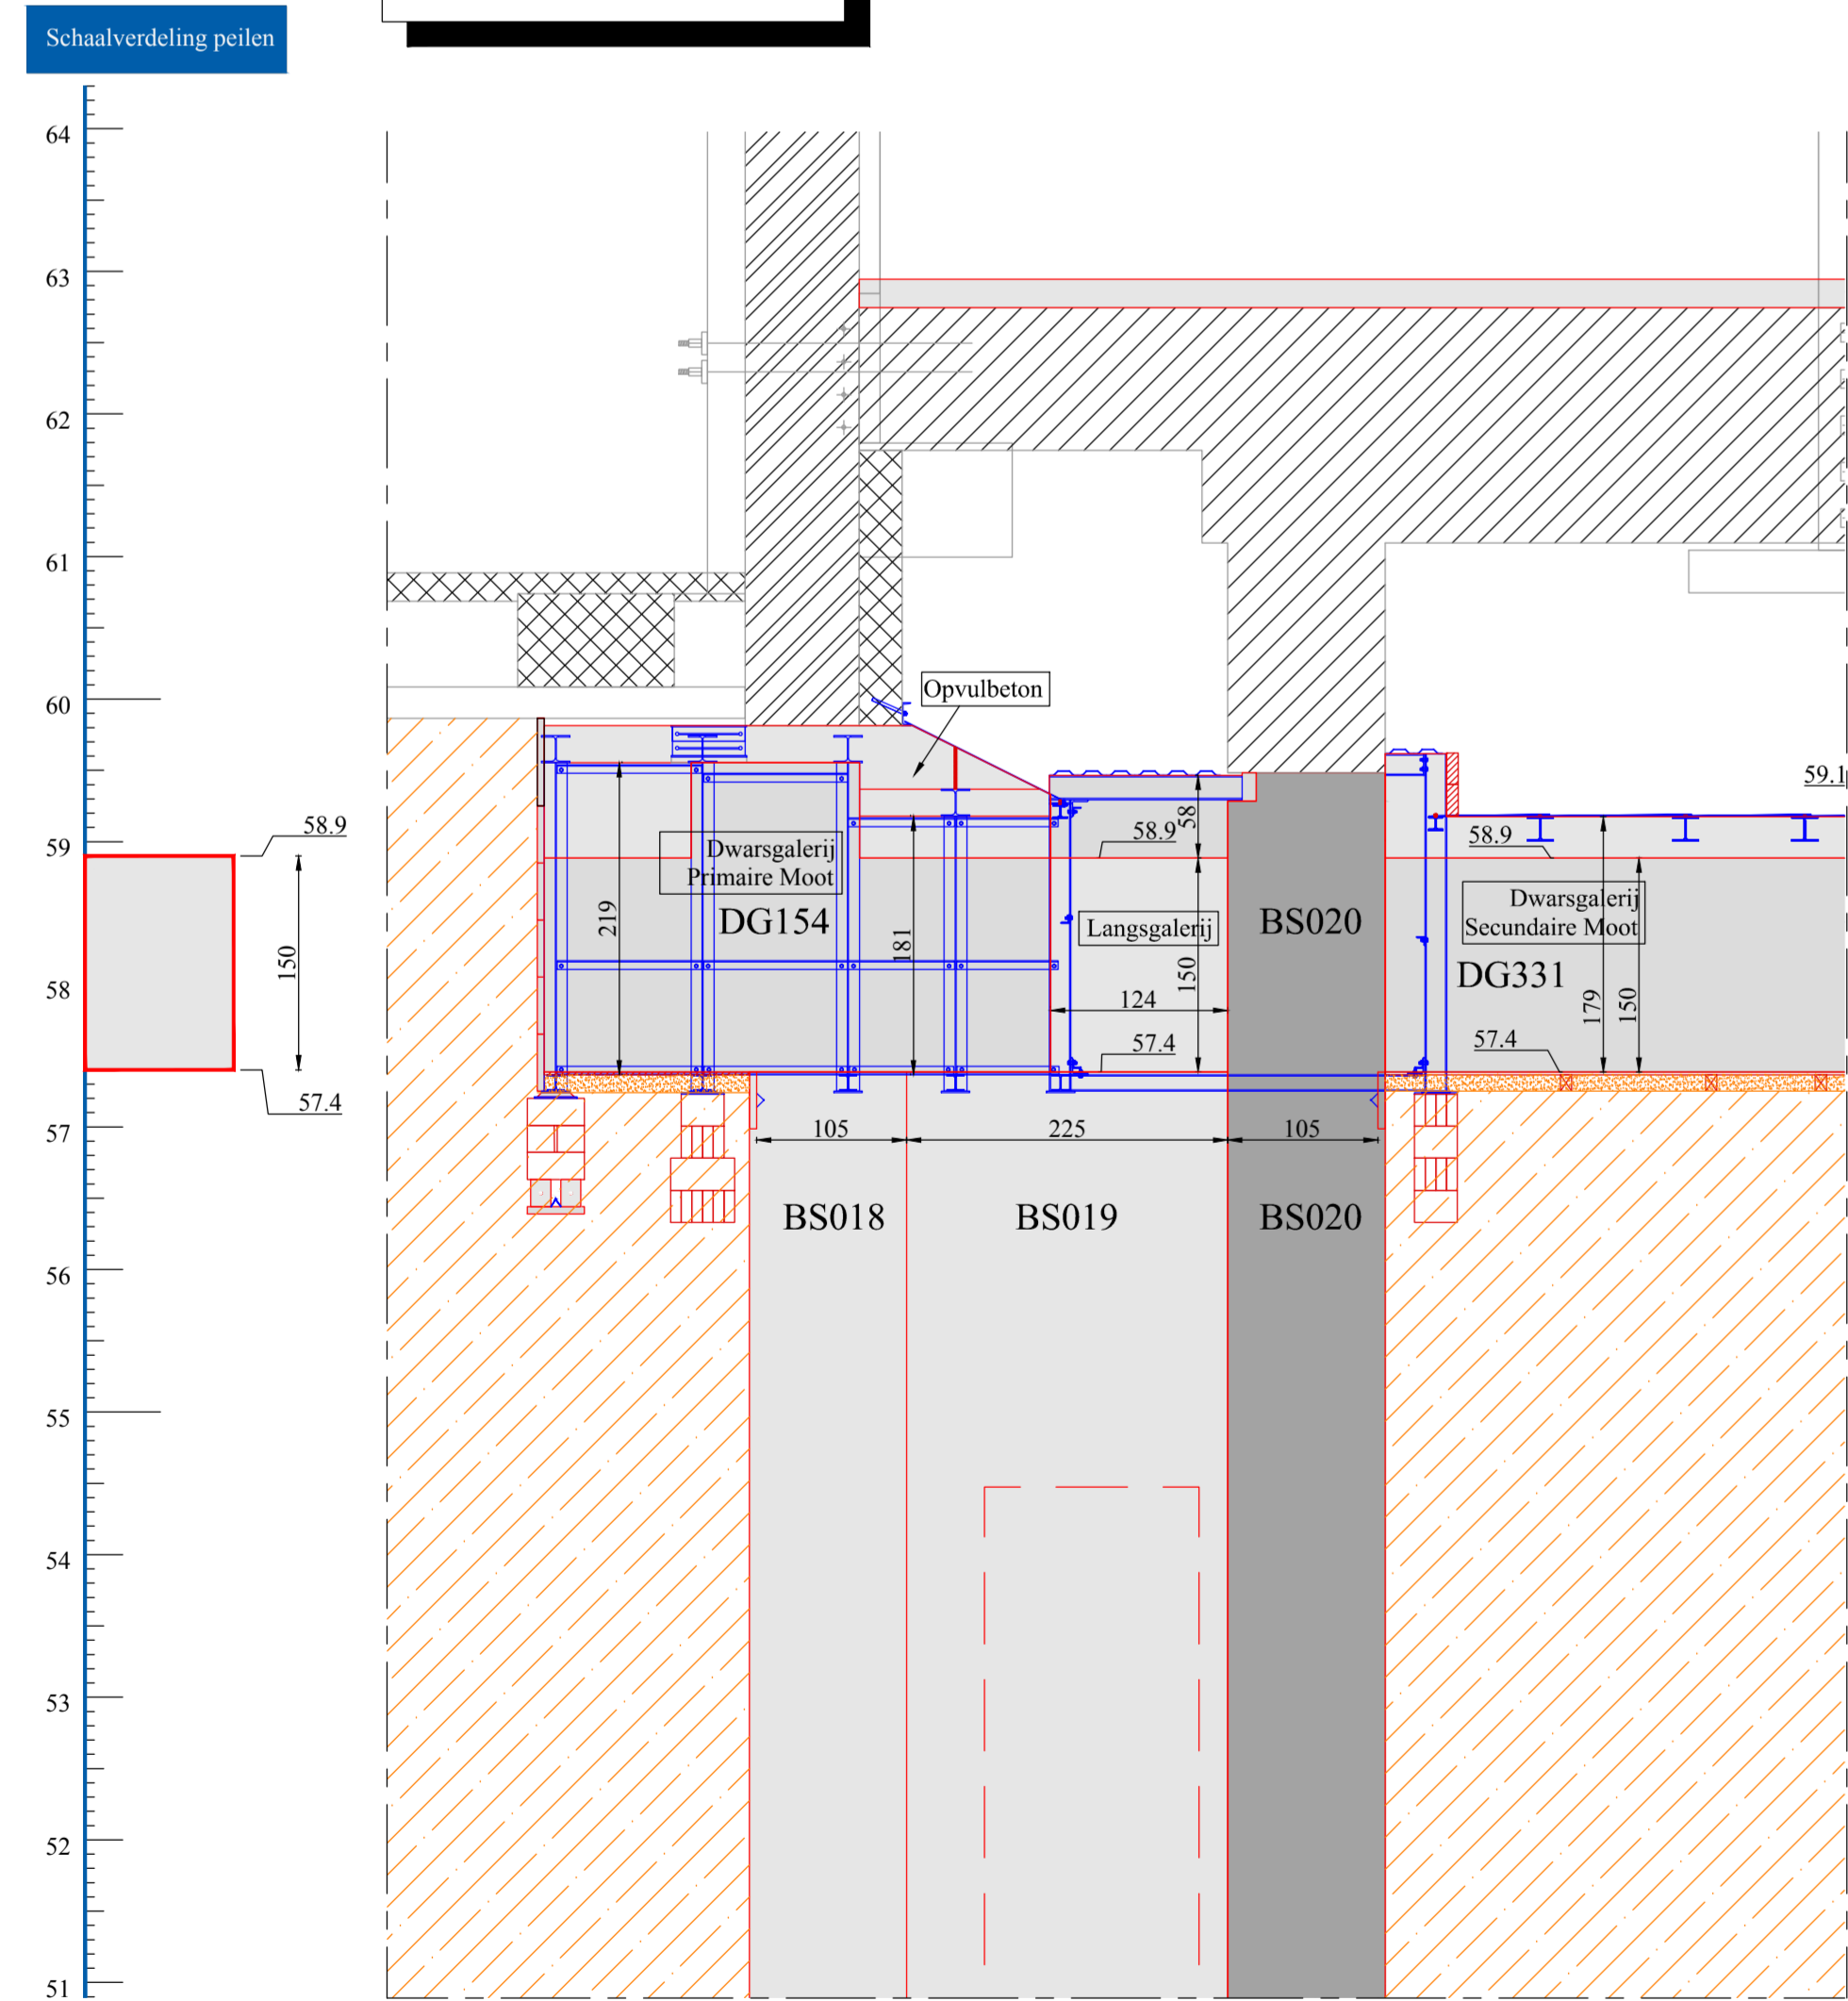 Schaalverdeling peilen
64
63
62
61
60
59
58
57
56
55
54
53
52
51
58.9
150
57.4
Opvulbeton
Dwarsgalerij
Primaire Moot
DG154
219
181
58.9
58
Langsgalerij
150
124
57.4
BS020
59.1
58.9
Dwarsgalerij
Secundaire Moot
DG331
179
150
57.4
105
225
105
BS018
BS019
BS020